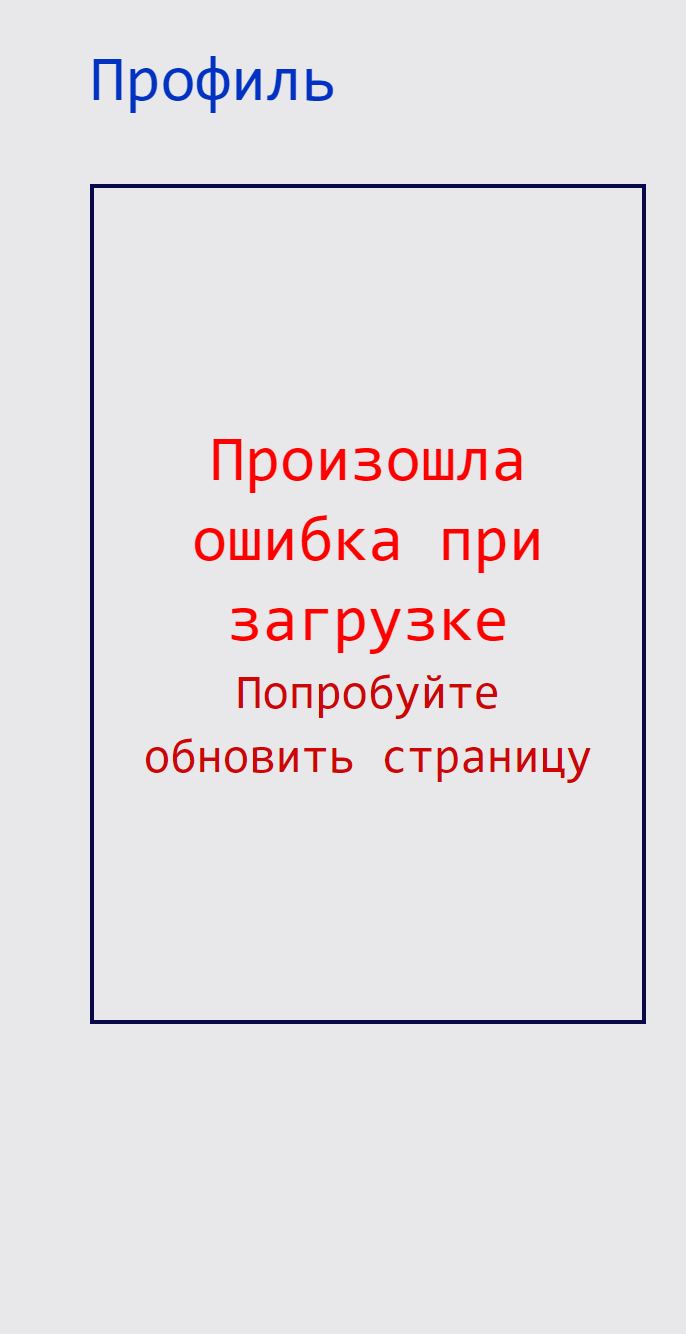 Профиль
Произошла
ошибка при
загрузке
Попробуйте
обновить страницу